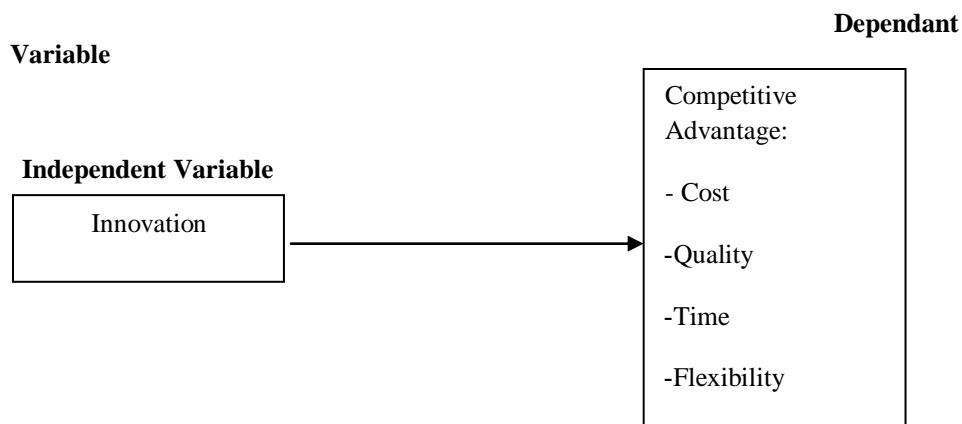 Dependant
Variable
Independent Variable
Innovation
Competitive
Advantage:
- Cost
-Quality
-Time
-Flexibility